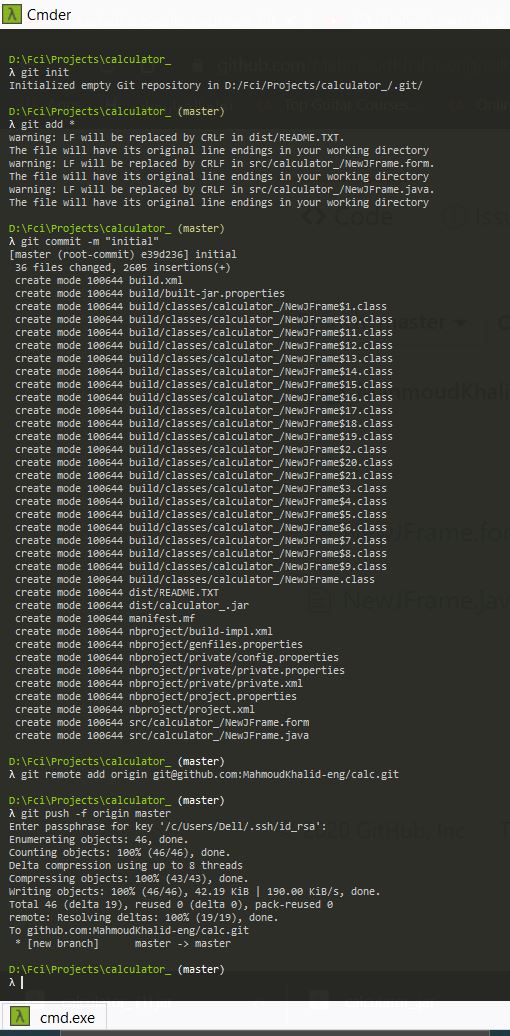 Cmder
D:\Fci\Projects\calculator_
λ git init
Initialized empty Git repository in D:/Fci/Projects/calculator_/.git/
D:\Fci\Projects\calculator_ (master)
λ git add *
warning: LF will be replaced by CRLF in dist/README.TXT.
The file will have its original line endings in your working directory
warning: LF will be replaced by CRLF in src/calculator_/NewJFrame.form.
The file will have its original line endings in your working directory
warning: LF will be replaced by CRLF in src/calculator_/NewJFrame.java.
The file will have its original line endings in your working directory
D:\Fci\Projects\calculator_ (master)
λ git commit -m "initial"
[master (root-commit) e39d236] initial
36 files changed, 2605 insertions(+)
create mode 100644 build.xml
create mode 100644 build/built-jar.properties
create mode 100644 build/classes/calculator_/NewJFrame$1.class
create mode 100644 build/classes/calculator_/NewJFrame$10.class
create mode 100644 build/classes/calculator_/NewJFrame$11.class
create mode 100644 build/classes/calculator_/NewJFrame$12.class
create mode 100644 build/classes/calculator_/NewJFrame$13.class
create mode 100644 build/classes/calculator_/NewJFrame$14.class
create mode 100644 build/classes/calculator_/NewJFrame$15.class
create mode 100644 build/classes/calculator_/NewJFrame$16.class
create mode 100644 build/classes/calculator_/NewJFrame$17.class
create mode 100644 build/classes/calculator_/NewJFrame$18.class
create mode 100644 build/classes/calculator_/NewJFrame$19.class
create mode 100644 build/classes/calculator_/NewJFrame$2.class
create mode 100644 build/classes/calculator_/NewJFrame$20.class
create mode 100644 build/classes/calculator_/NewJFrame$21.class
create mode 100644 build/classes/calculator_/NewJFrame$3.class
create mode 100644 build/classes/calculator_/NewJFrame$4.class
create mode 100644 build/classes/calculator_/NewJFrame$5.class
create mode 100644 build/classes/calculator_/NewJFrame$6.class
create mode 100644 build/classes/calculator_/NewJFrame$7.class
create mode 100644 build/classes/calculator_/NewJFrame$8.class
create mode 100644 build/classes/calculator_/NewJFrame$9.class
create mode 100644 build/classes/calculator_/NewJFrame.class
create mode 100644 dist/README.TXT
create mode 100644 dist/calculator_.jar
create mode 100644 manifest.mf
create mode 100644 nbproject/build-impl.xml
create mode 100644 nbproject/genfiles.properties
create mode 100644 nbproject/private/config.properties
create mode 100644 nbproject/private/private.properties
create mode 100644 nbproject/private/private.xml
create mode 100644 nbproject/project.properties
create mode 100644 nbproject/project.xml
create mode 100644 src/calculator_/NewJFrame.form
create mode 100644 src/calculator_/NewJFrame.java
D:\Fci\Projects\calculator_ (master)
λ git remote add origin git@github.com:MahmoudKhalid-eng/calc.git
D:\Fci\Projects\calculator_ (master)
λ git push -f origin master
Enter passphrase for key '/c/Users/Dell/.ssh/id_rsa':
Enumerating objects: 46, done.
Counting objects: 100% (46/46), done.
Delta compression using up to 8 threads
Compressing objects: 100% (43/43), done.
Writing objects: 100% (46/46), 42.19 KiB | 190.00 KiB/s, done.
Total 46 (delta 19), reused 0 (delta 0), pack-reused 0
remote: Resolving deltas: 100% (19/19), done.
To github.com:MahmoudKhalid-eng/calc.git
* [new branch] master -> master
D:\Fci\Projects\calculator_ (master)
λ
cmd.exe